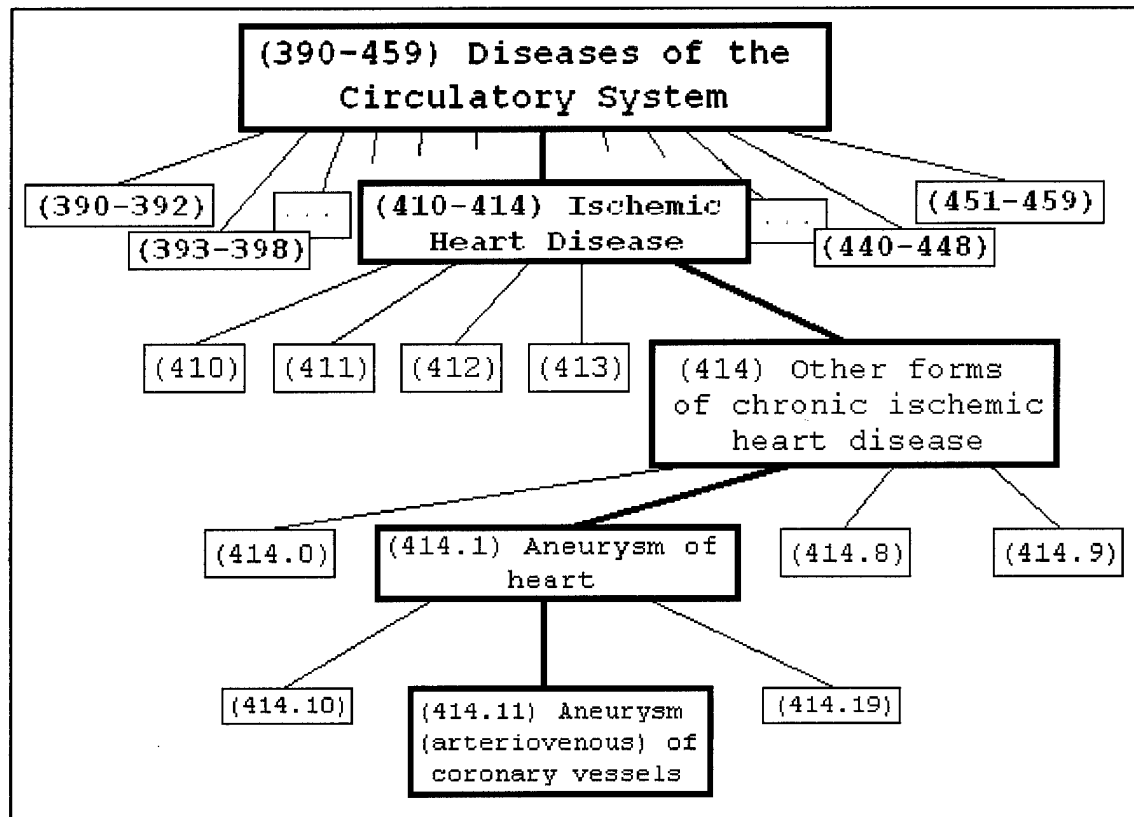 (390-459) Diseases of the
Circulatory System
(390-392)
(393-398)
...
(410-414) Ischemic
Heart Disease
...
(440-448)
(451-459)
(410)
(411)
(412)
(413)
(414) Other forms
of chronic ischemic
heart disease
(414.0)
(414.1) Aneurysm of
heart
(414.8)
(414.9)
(414.10)
(414.11) Aneurysm
(arteriovenous) of
coronary vessels
(414.19)